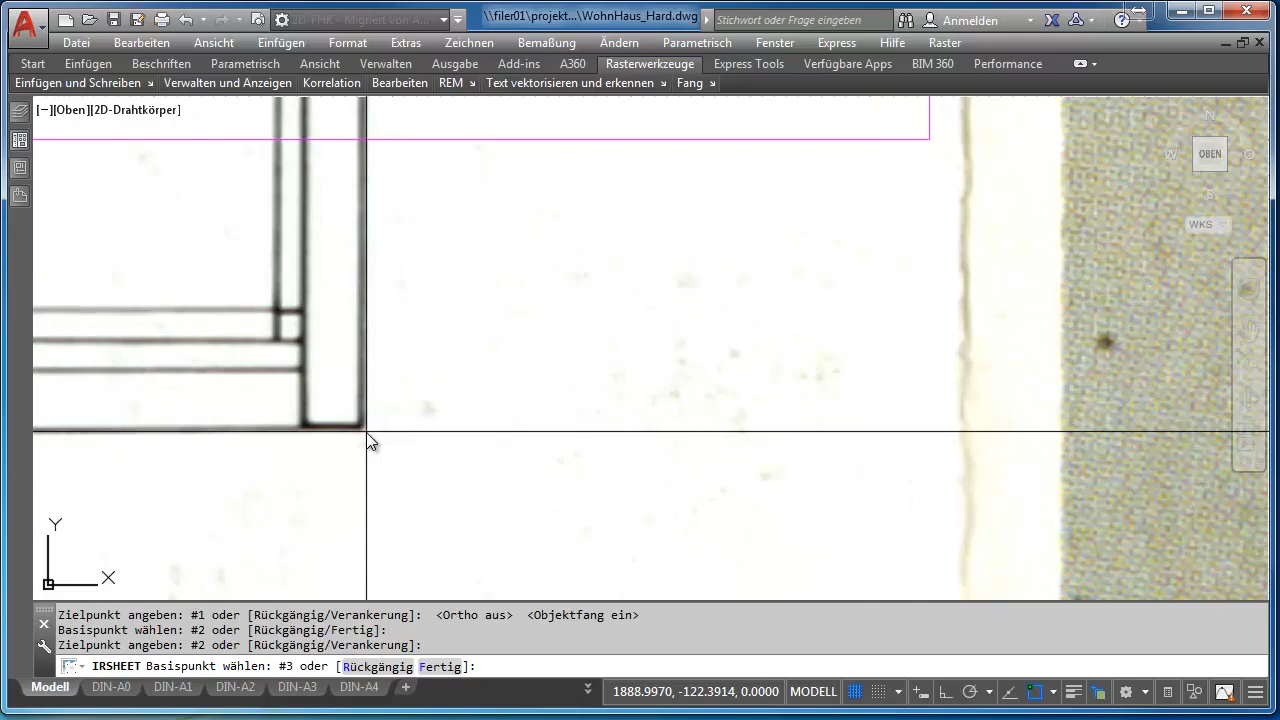 2D-FHK - Migriert von A...
\\filer01\projekt...\WohnHaus_Hard.dwg
Stichwort oder Frage eingeben
Anmelden
Datei Bearbeiten Ansicht Einfügen Format Extras Zeichnen Bemaßung Ändern Parametrisch Fenster Express Hilfe Raster
Start Einfügen Beschriften Parametrisch Ansicht Verwalten Ausgabe Add-ins A360 Rasterwerkzeuge Express Tools Verfügbare Apps BIM 360 Performance
Einfügen und Schreiben Verwalten und Anzeigen Korrelation Bearbeiten REM Text vektorisieren und erkennen Fang
[−][Oben][2D-Drahtkörper]
N
W OBEN O
S
WKS
Y
X
Zielpunkt angeben: #1 oder [Rückgängig/Verankerung]: <Ortho aus> <Objektfang ein>
Basispunkt wählen: #2 oder [Rückgängig/Fertig]:
Zielpunkt angeben: #2 oder [Rückgängig/Verankerung]:
IRSHEET Basispunkt wählen: #3 oder [Rückgängig Fertig]:
Modell DIN-A0 DIN-A1 DIN-A2 DIN-A3 DIN-A4 + 1888.9970, -122.3914, 0.0000 MODELL